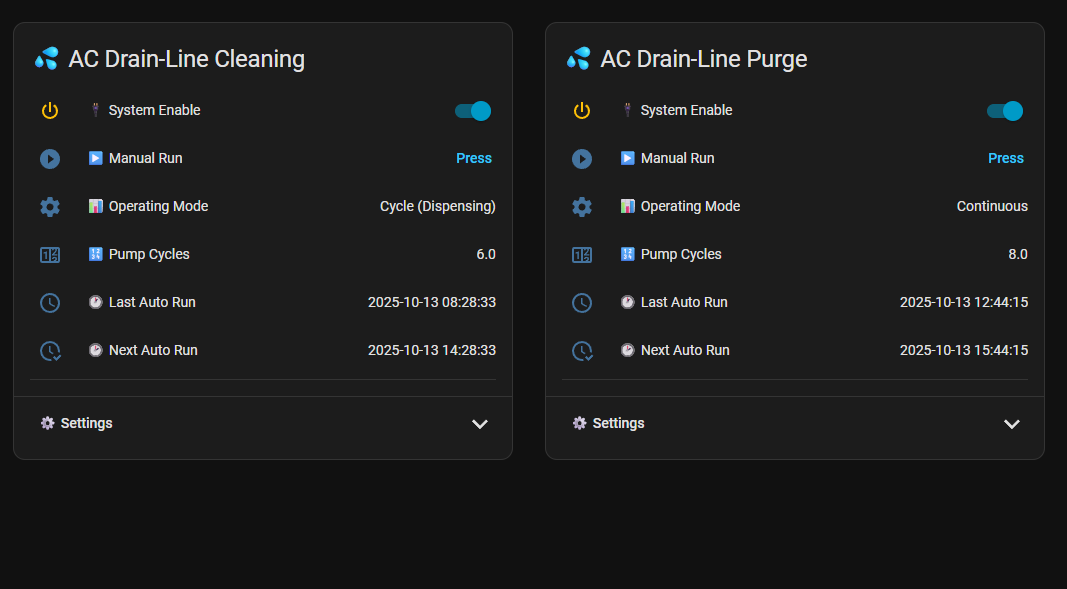 AC Drain-Line Cleaning
System Enable
Manual Run Press
Operating Mode Cycle (Dispensing)
Pump Cycles 6.0
Last Auto Run 2025-10-13 08:28:33
Next Auto Run 2025-10-13 14:28:33
Settings
AC Drain-Line Purge
System Enable
Manual Run Press
Operating Mode Continuous
Pump Cycles 8.0
Last Auto Run 2025-10-13 12:44:15
Next Auto Run 2025-10-13 15:44:15
Settings